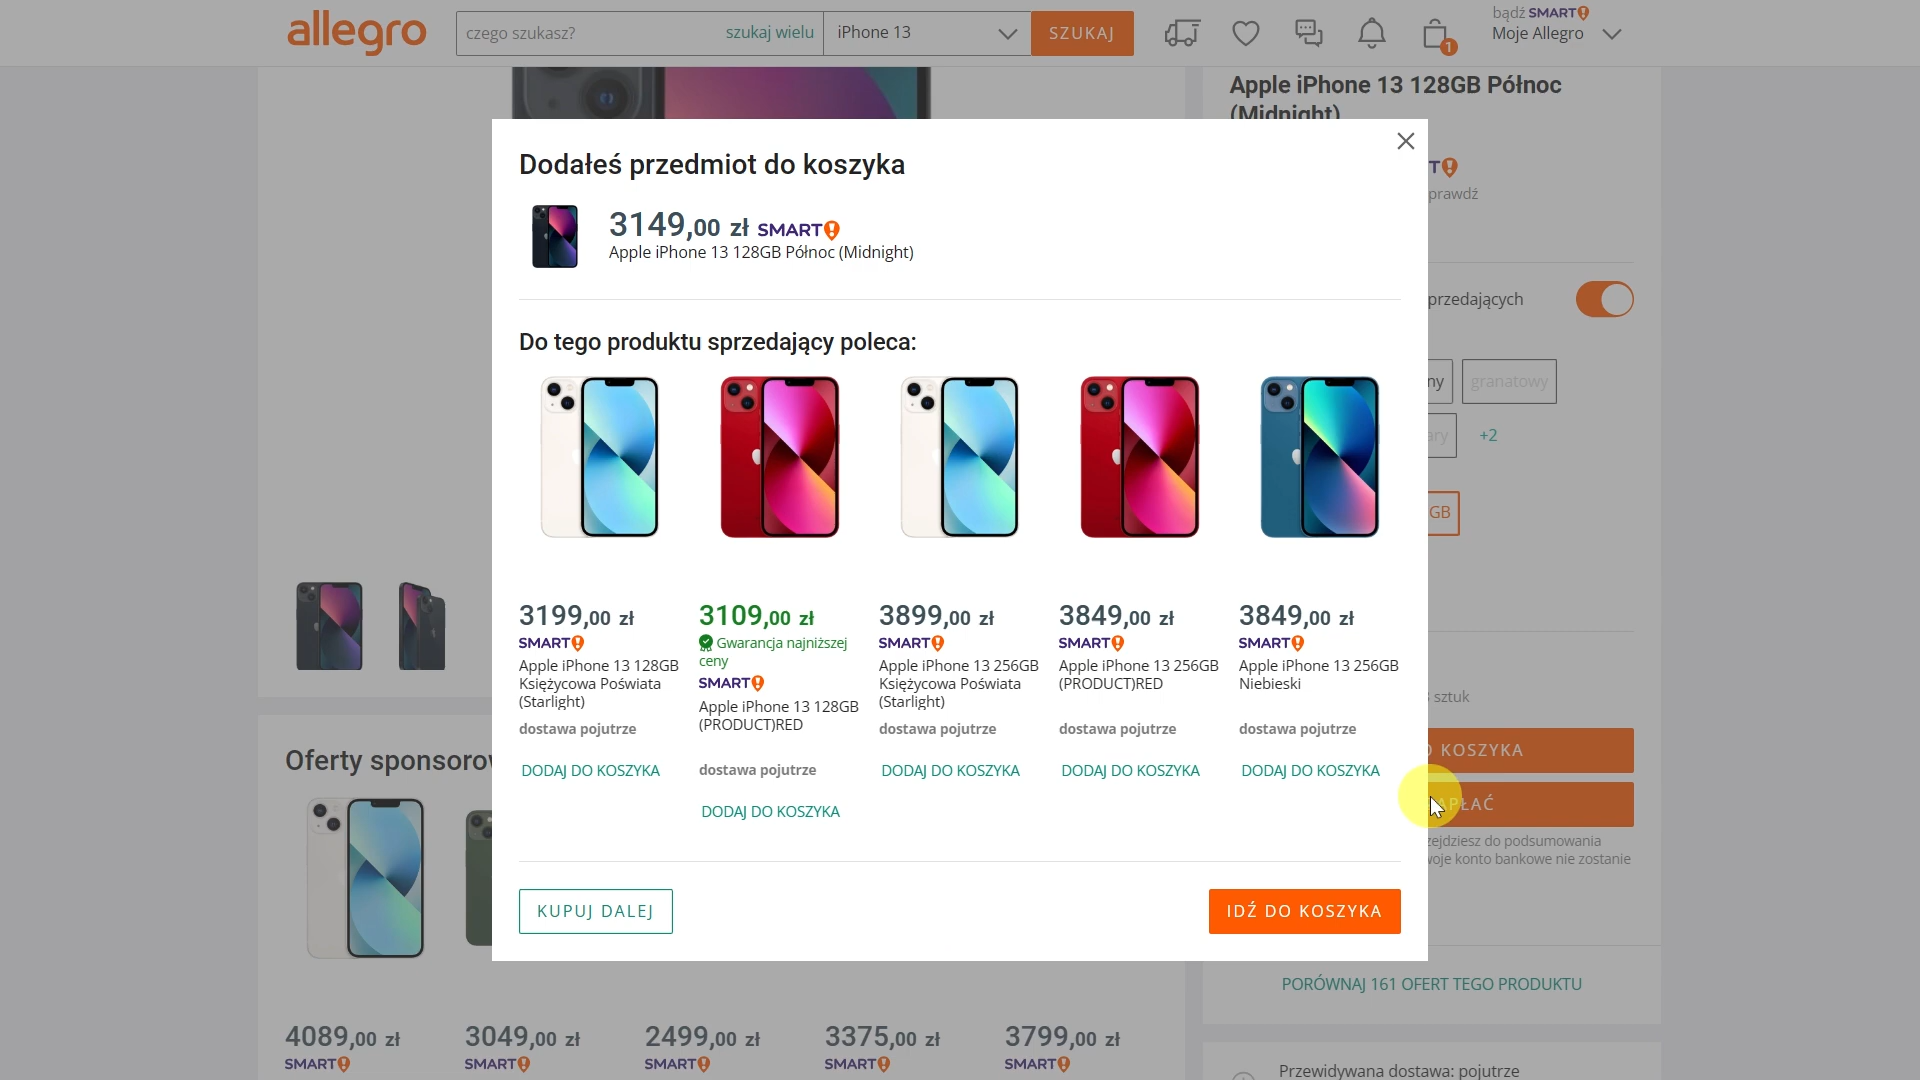 allegro
czego szukasz?
szukaj wielu
iPhone 13
SZUKAJ
1
bądź SMART!
Moje Allegro
Apple iPhone 13 128GB Północ
(Midnight)
Dodałeś przedmiot do koszyka
3149,00 zł SMART!
Apple iPhone 13 128GB Północ (Midnight)
Do tego produktu sprzedający poleca:
3199,00 zł
SMART!
Apple iPhone 13 128GB
Księżycowa Poświata
(Starlight)
dostawa pojutrze
DODAJ DO KOSZYKA
3109,00 zł
Gwarancja najniższej
ceny
SMART!
Apple iPhone 13 128GB
(PRODUCT)RED
dostawa pojutrze
DODAJ DO KOSZYKA
3899,00 zł
SMART!
Apple iPhone 13 256GB
Księżycowa Poświata
(Starlight)
dostawa pojutrze
DODAJ DO KOSZYKA
3849,00 zł
SMART!
Apple iPhone 13 256GB
(PRODUCT)RED
dostawa pojutrze
DODAJ DO KOSZYKA
3849,00 zł
SMART!
Apple iPhone 13 256GB
Niebieski
dostawa pojutrze
DODAJ DO KOSZYKA
KUPUJ DALEJ
IDŹ DO KOSZYKA
granatowy
+2
GB
sztuk
KOSZYKA
do podsumowania
konto bankowe nie zostanie
PORÓWNAJ 161 OFERT TEGO PRODUKTU
Przewidywana dostawa: pojutrze
Oferty
4089,00 zł
SMART!
3049,00 zł
SMART!
2499,00 zł
SMART!
3375,00 zł
SMART!
3799,00 zł
SMART!